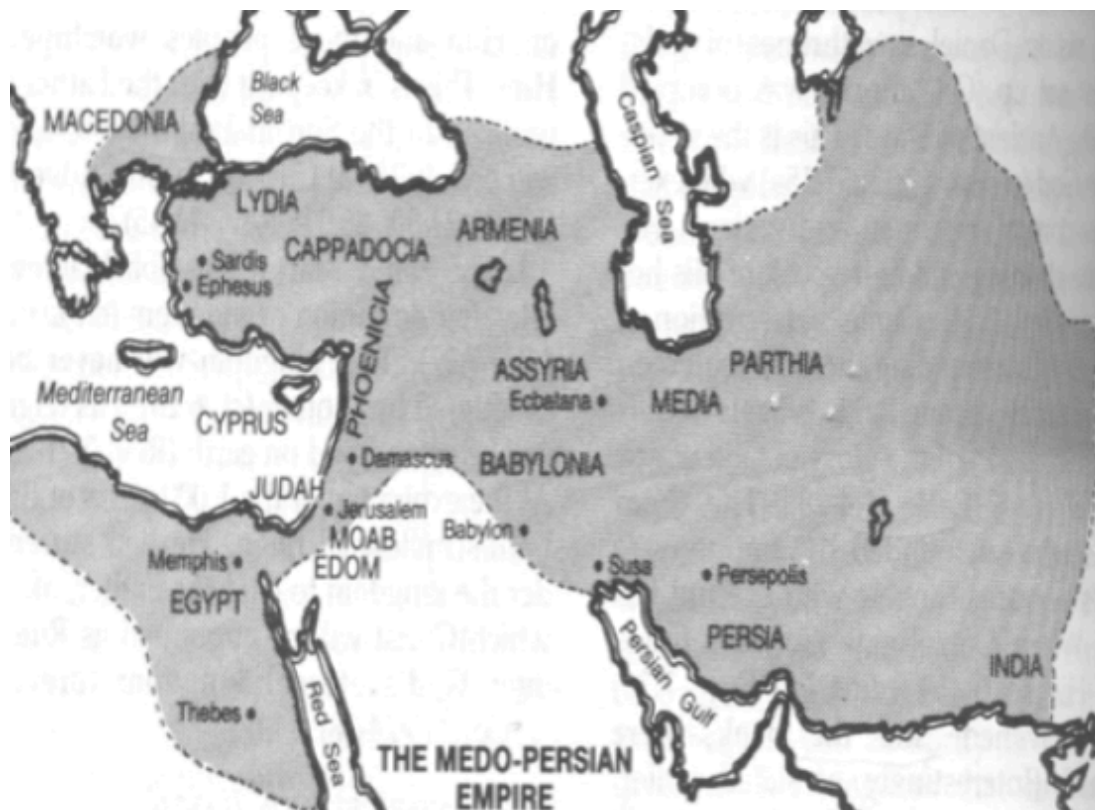 Black
Sea
MACEDONIA
Caspian Sea
LYDIA
CAPPADOCIA
ARMENIA
Sardis
Ephesus
PHOENICIA
PARTHIA
ASSYRIA
Ecbatana
MEDIA
Mediterranean
Sea
CYPRUS
Damascus
BABYLONIA
JUDAH
Jerusalem
MOAB
Babylon
EDOM
Memphis
Susa
Persepolis
EGYPT
PERSIA
Persian Gulf
INDIA
Red Sea
Thebes
THE MEDO-PERSIAN
EMPIRE